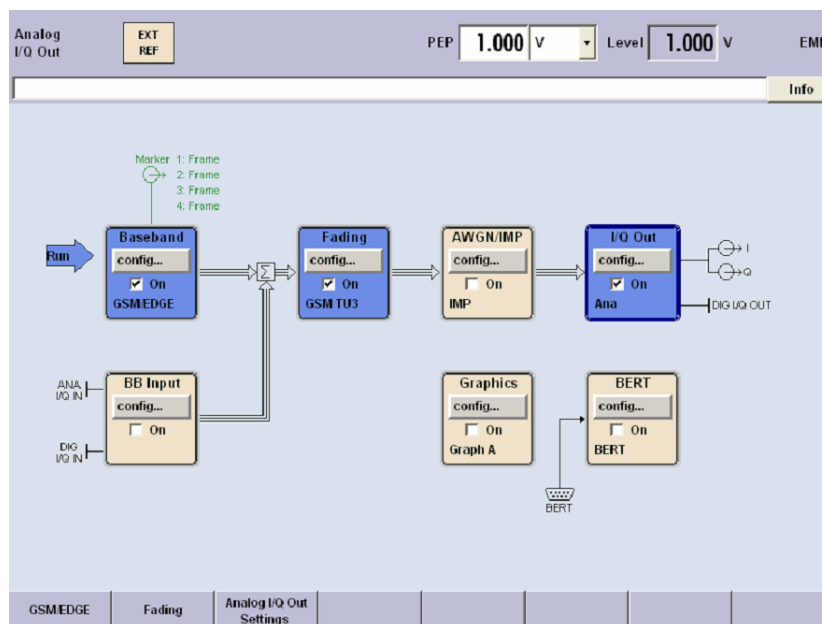 Analog
I/Q Out
EXT
REF
PEP 1.000 V Level 1.000 V
Info
Marker 1: Frame
2: Frame
3: Frame
4: Frame
Run
Baseband
config...
On
GSM/EDGE
Σ
Fading
config...
On
GSM TU3
AWGN/IMP
config...
On
IMP
I/Q Out
config...
On
Ana
I
Q
DIG I/Q OUT
ANA
I/Q IN
DIG
I/Q IN
BB Input
config...
On
Graphics
config...
On
Graph A
BERT
config...
On
BERT
BERT
GSM/EDGE
Fading
Analog I/Q Out
Settings